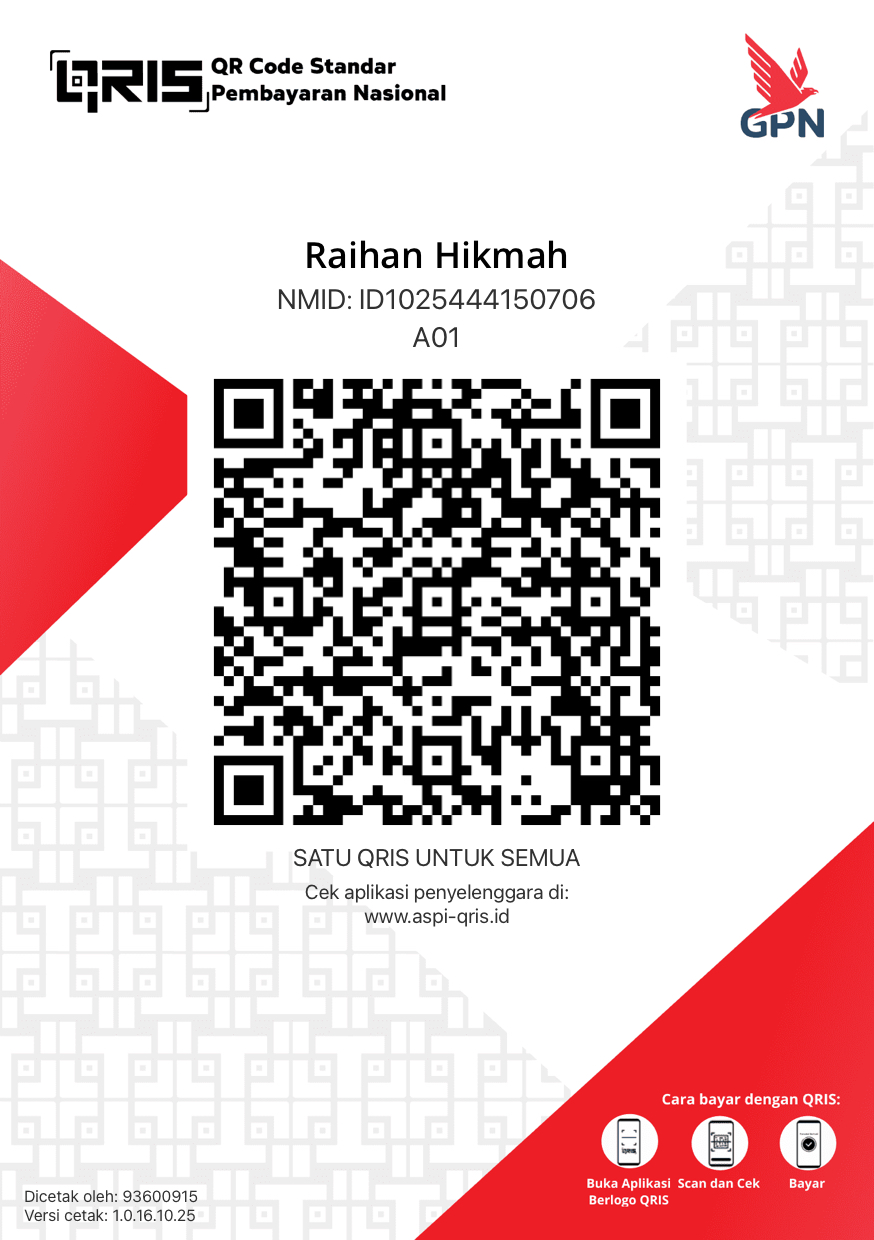 QRIS
QR Code Standar
Pembayaran Nasional
GPN
Raihan Hikmah
NMID: ID1025444150706
A01
SATU QRIS UNTUK SEMUA
Cek aplikasi penyelenggara di:
www.aspi-qris.id
Cara bayar dengan QRIS:
Buka Aplikasi
Berlogo QRIS
Scan dan Cek
Bayar
Dicetak oleh: 93600915
Versi cetak: 1.0.16.10.25